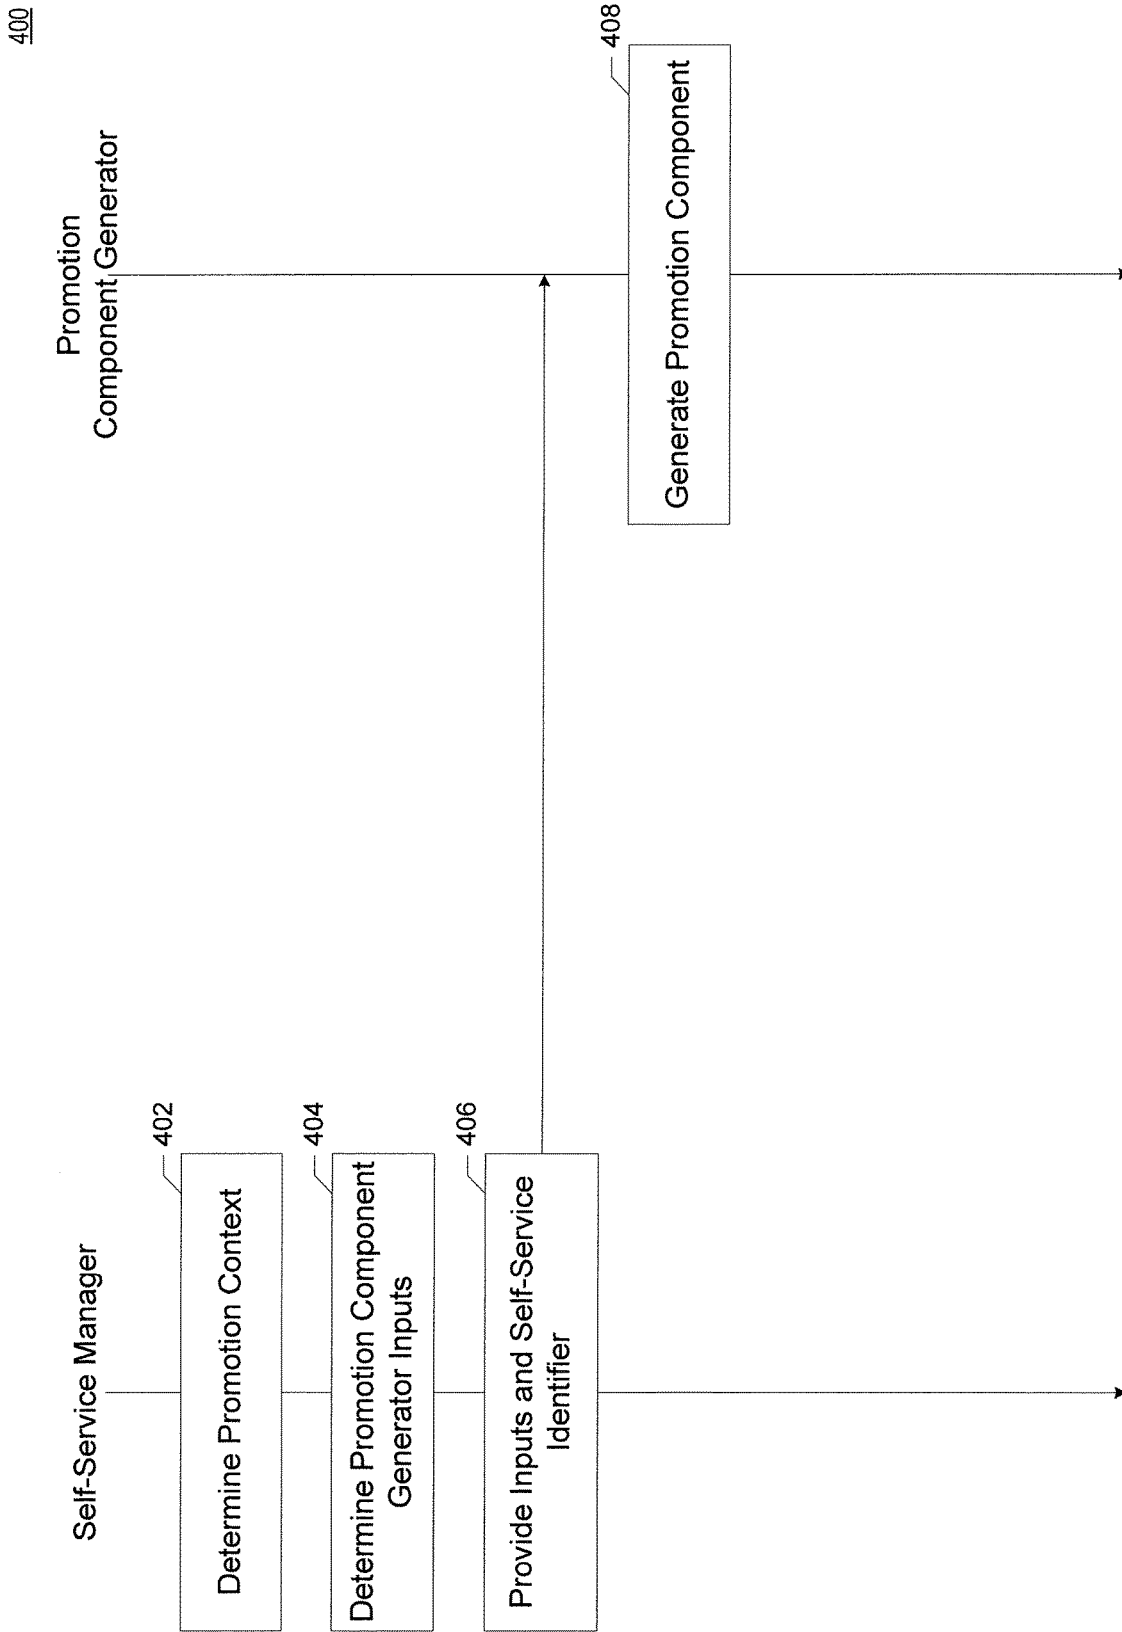 400
Self-Service Manager
Promotion
Component Generator
402
Determine Promotion Context
404
Determine Promotion Component
Generator Inputs
406
Provide Inputs and Self-Service
Identifier
408
Generate Promotion Component